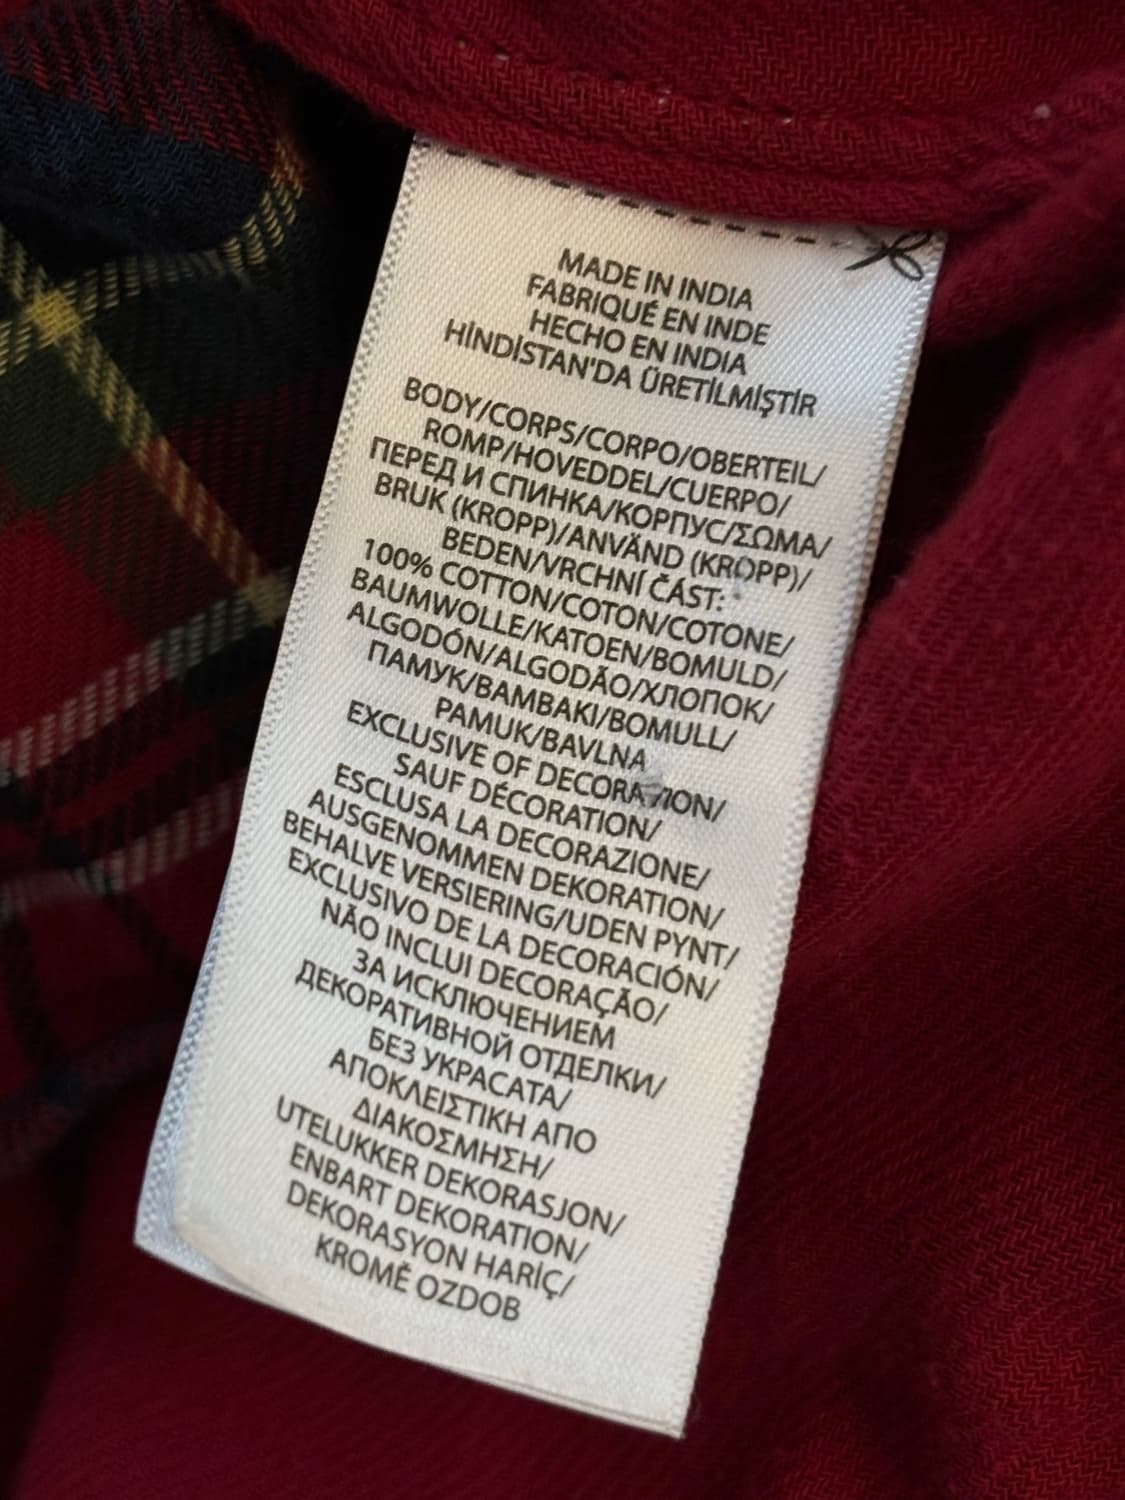 MADE IN INDIA
FABRIQUÉ EN INDE
HECHO EN INDIA
HİNDİSTAN'DA ÜRETİLMİŞTİR
BODY/CORPS/CORPO/OBERTEIL/
ROMP/HOVEDDEL/CUERPO/
ПЕРЕД И СПИНКА/КОРПУС/ΣΩΜΑ/
BRUK (KROPP)/ANVÄND (KROPP)/
BEDEN/VRCHNÍ ČÁST:
100% COTTON/COTON/COTONE/
BAUMWOLLE/KATOEN/BOMULD/
ALGODÓN/ALGODÃO/ХЛОПОК/
ПАМУК/ΒΑΜΒΑΚΙ/BOMULL/
PAMUK/BAVLNA
EXCLUSIVE OF DECORATION/
SAUF DÉCORATION/
ESCLUSA LA DECORAZIONE/
AUSGENOMMEN DEKORATION/
BEHALVE VERSIERING/UDEN PYNT/
EXCLUSIVO DE LA DECORACIÓN/
NÃO INCLUI DECORAÇÃO/
ЗА ИСКЛЮЧЕНИЕМ
ДЕКОРАТИВНОЙ ОТДЕЛКИ/
БЕЗ УКРАСАТА/
ΑΠΟΚΛΕΙΣΤΙΚΗ ΑΠΟ
ΔΙΑΚΟΣΜΗΣΗ/
UTELUKKER DEKORASJON/
ENBART DEKORATION/
DEKORASYON HARİÇ/
KROMĚ OZDOB